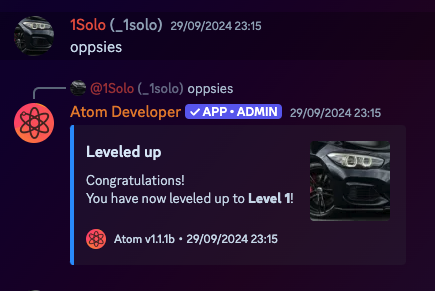 1Solo (_1solo) 29/09/2024 23:15
oppsies
@1Solo (_1solo) oppsies
Atom Developer ✓ APP • ADMIN 29/09/2024 23:15
Leveled up
Congratulations!
You have now leveled up to Level 1!
Atom v1.1.1b • 29/09/2024 23:15